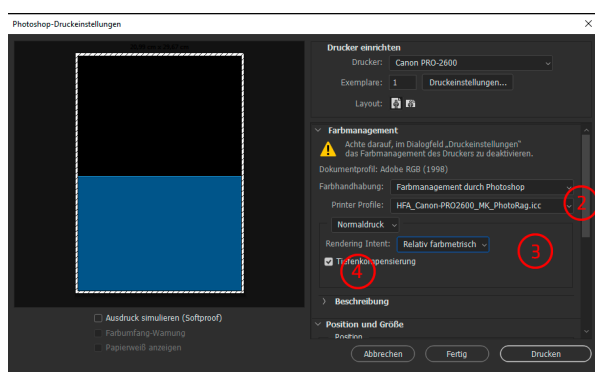 Photoshop-Druckeinstellungen
Drucker einrichten
Drucker: Canon PRO-2600
Exemplare: 1 Druckeinstellungen...
Layout:
Farbmanagement
Achte darauf, im Dialogfeld „Druckeinstellungen"
das Farbmanagement des Druckers zu deaktivieren.
Dokumentprofil: Adobe RGB (1998)
Farbhandhabung: Farbmanagement durch Photoshop
Printer Profile: HFA_Canon-PRO2600_MK_PhotoRag.icc
2
Normaldruck
Rendering Intent: Relativ farbmetrisch
3
Tiefenkompensierung
4
Beschreibung
Position und Größe
Position
Ausdruck simulieren (Softproof)
Farbumfang-Warnung
Papierweiß anzeigen
Abbrechen Fertig Drucken